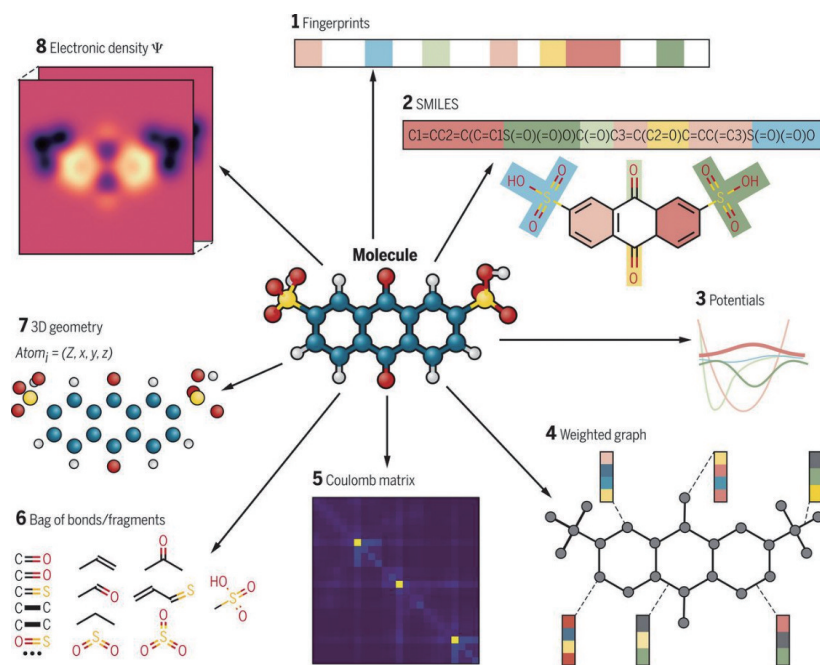 1 Fingerprints
8 Electronic density Ψ
2 SMILES
C1=CC2=C(C=C1S(=O)(=O)O)C(=O)C3=C(C2=O)C=CC(=C3)S(=O)(=O)O
HO
O
O
S
O
O
O
S
O
OH
O
Molecule
3 Potentials
7 3D geometry
Atomi = (Z, x, y, z)
4 Weighted graph
5 Coulomb matrix
6 Bag of bonds/fragments
C=O
C=O
C=S
C C
C C
O=S
•••
O
O
S
HO
O
S
O
O
O
S
O
O
S
O
O